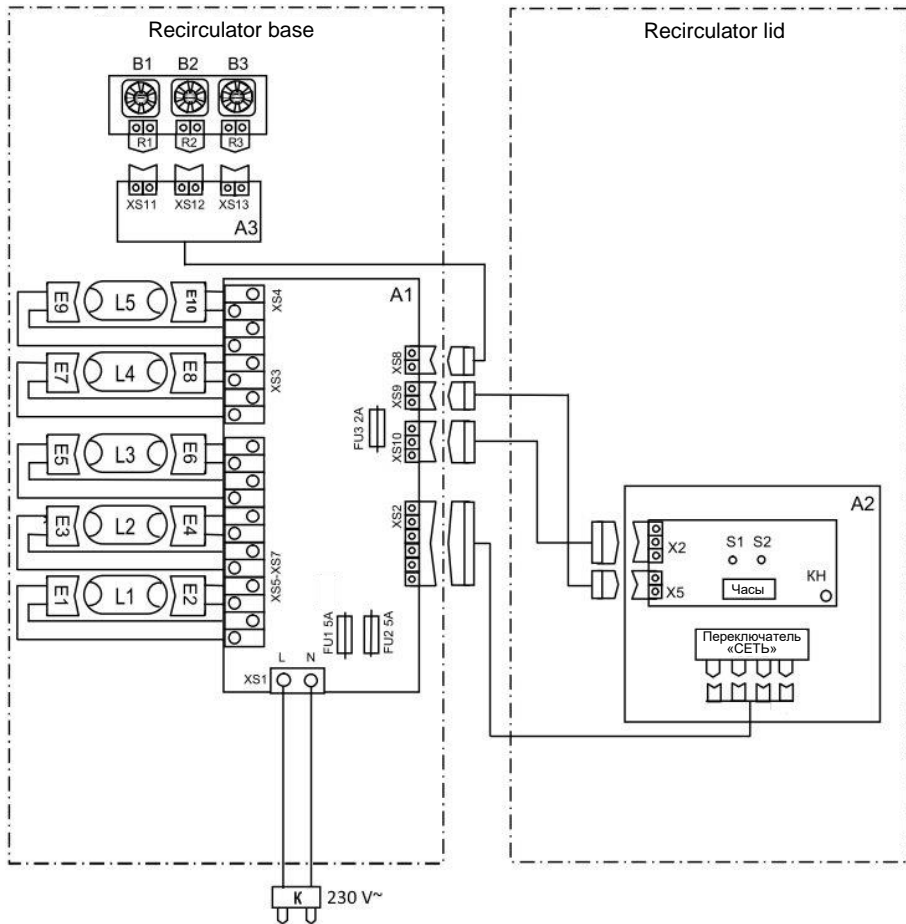 Recirculator base
Recirculator lid
B1 B2 B3
R1 R2 R3
XS11 XS12 XS13
A3
A1
E9 L5 E10 XS4
E7 L4 E8 XS3
E5 L3 E6
E3 L2 E4
E1 L1 E2 XS5-XS7
XS8
XS9
FU3 2A
XS10
XS2
FU1 5A FU2 5A
L N
XS1
K 230 V~
A2
X2 S1 S2
X5 Часы КН
Переключатель
«СЕТЬ»